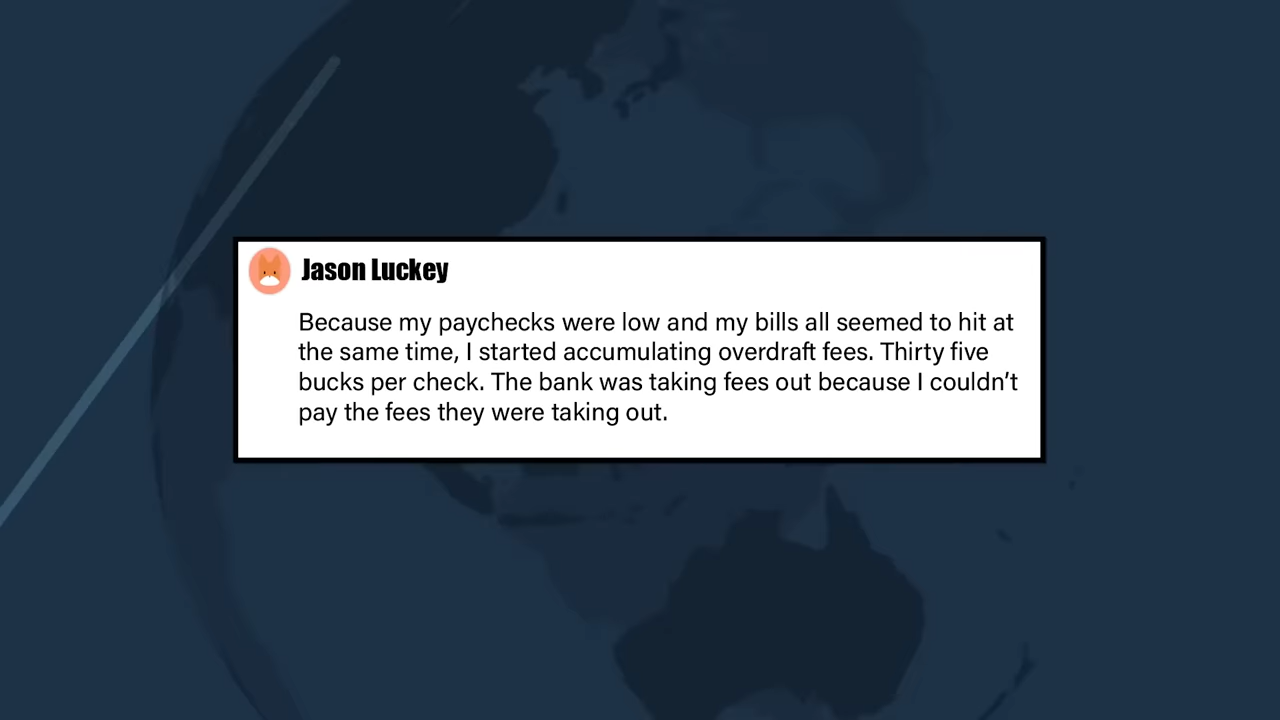 Jason Luckey
Because my paychecks were low and my bills all seemed to hit at
the same time, I started accumulating overdraft fees. Thirty five
bucks per check. The bank was taking fees out because I couldn’t
pay the fees they were taking out.